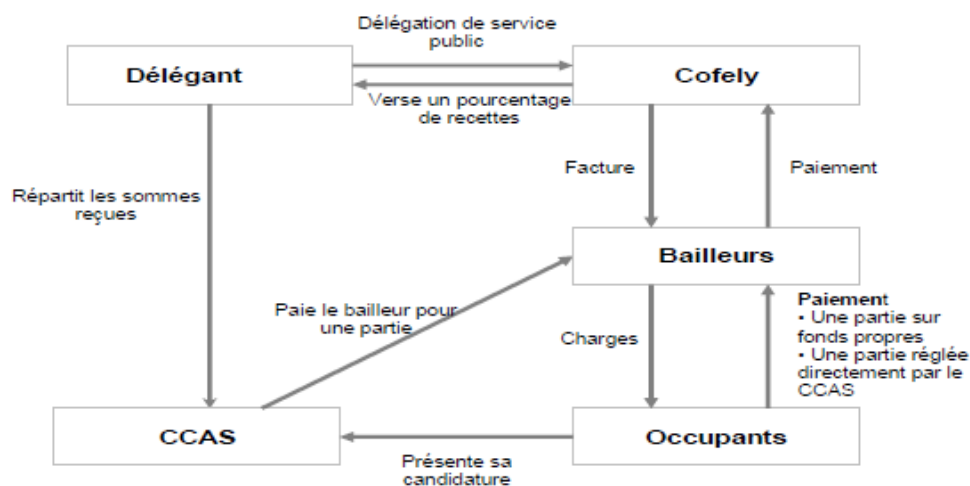 Délégation de service
public
Délégant
Cofely
Verse un pourcentage
de recettes
Facture
Paiement
Répartit les sommes
reçues
Bailleurs
Paie le bailleur pour
une partie
Charges
Paiement
• Une partie sur
fonds propres
• Une partie réglée
directement par le
CCAS
CCAS
Occupants
Présente sa
candidature